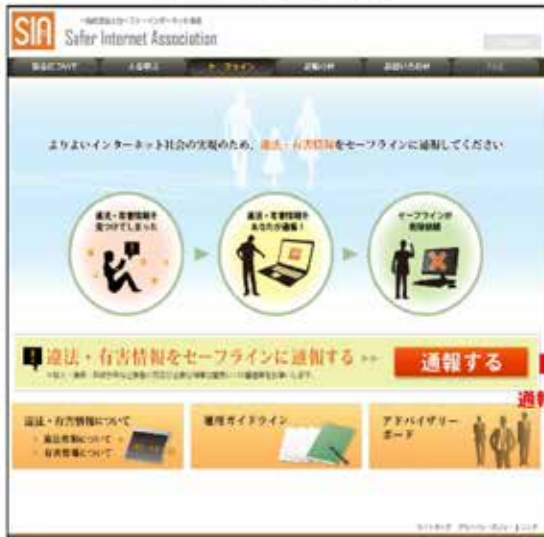 SIA
一般社団法人セーファーインターネット協会
Safer Internet Association
セーフライン
よりよいインターネット社会の実現のため、違法・有害情報をセーフラインに通報してください
違法・有害情報を
見つけてしまった
違法・有害情報を
あなたが通報!
セーフラインが
削除依頼
違法・有害情報をセーフラインに通報する
通報する
通報
違法・有害情報について
違法情報について
有害情報について
運用ガイドライン
アドバイザリー
ボード